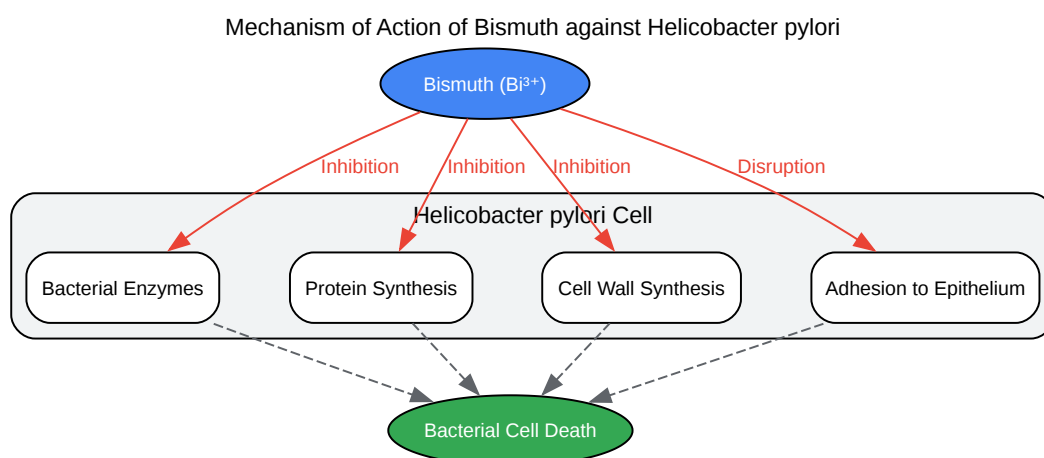 Mechanism of Action of Bismuth against Helicobacter pylori
Bismuth (Bi³⁺)
Inhibition
Inhibition
Inhibition
Disruption
Helicobacter pylori Cell
Bacterial Enzymes
Protein Synthesis
Cell Wall Synthesis
Adhesion to Epithelium
Bacterial Cell Death